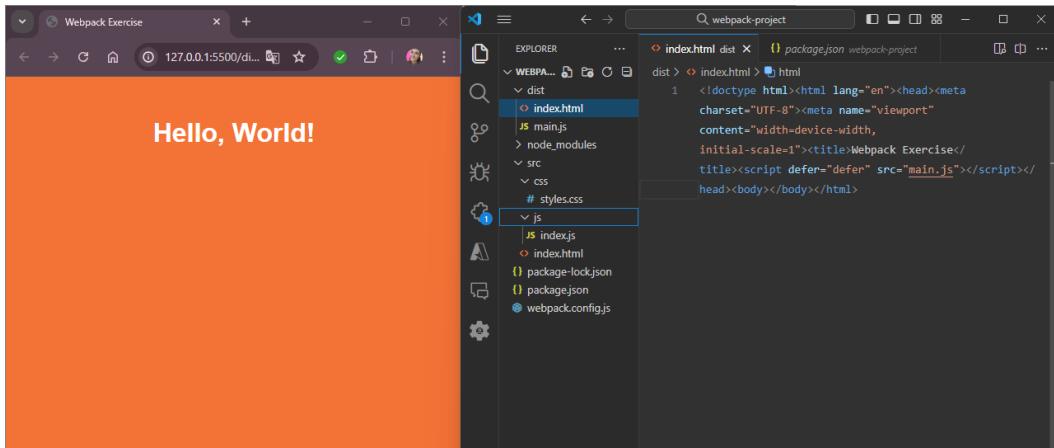 Webpack Exercise
127.0.0.1:5500/di...
Hello, World!
webpack-project
EXPLORER
WEBPA...
dist
index.html
JS main.js
node_modules
src
css
# styles.css
js
JS index.js
index.html
{} package-lock.json
{} package.json
webpack.config.js
1
index.html dist
{} package.json webpack-project
dist > index.html > html
1 <!doctype html><html lang="en"><head><meta
charset="UTF-8"><meta name="viewport"
content="width=device-width,
initial-scale=1"><title>Webpack Exercise</
title><script defer="defer" src="main.js"></script></
head><body></body></html>